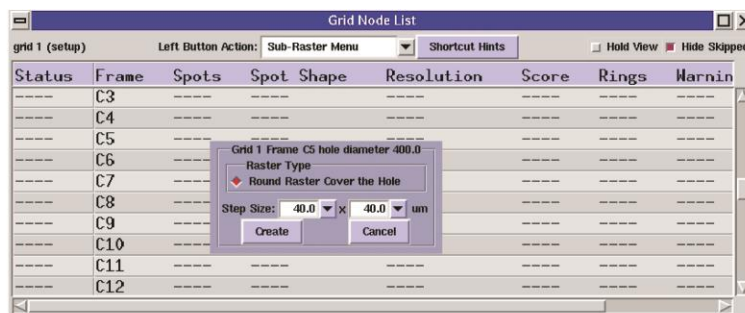 Grid Node List
grid 1 (setup) Left Button Action: Sub-Raster Menu Shortcut Hints Hold View Hide Skipped
Status Frame Spots Spot Shape Resolution Score Rings Warnin
---- C3 ---- ---- ---- ---- ---- ----
---- C4 ---- ---- ---- ---- ---- ----
---- C5 ---- ---- ---- ---- ---- ----
Grid 1 Frame C5 hole diameter 400.0
---- C6 ---- ---- ---- ----
Raster Type
---- C7 ---- ---- ---- ----
Round Raster Cover the Hole
---- C8 ---- ---- ---- ----
Step Size: 40.0 x 40.0 um
---- C9 ---- ---- ---- ----
Create Cancel
---- C10 ---- ---- ---- ----
---- C11 ---- ---- ---- ---- ---- ----
---- C12 ---- ---- ---- ---- ---- ----